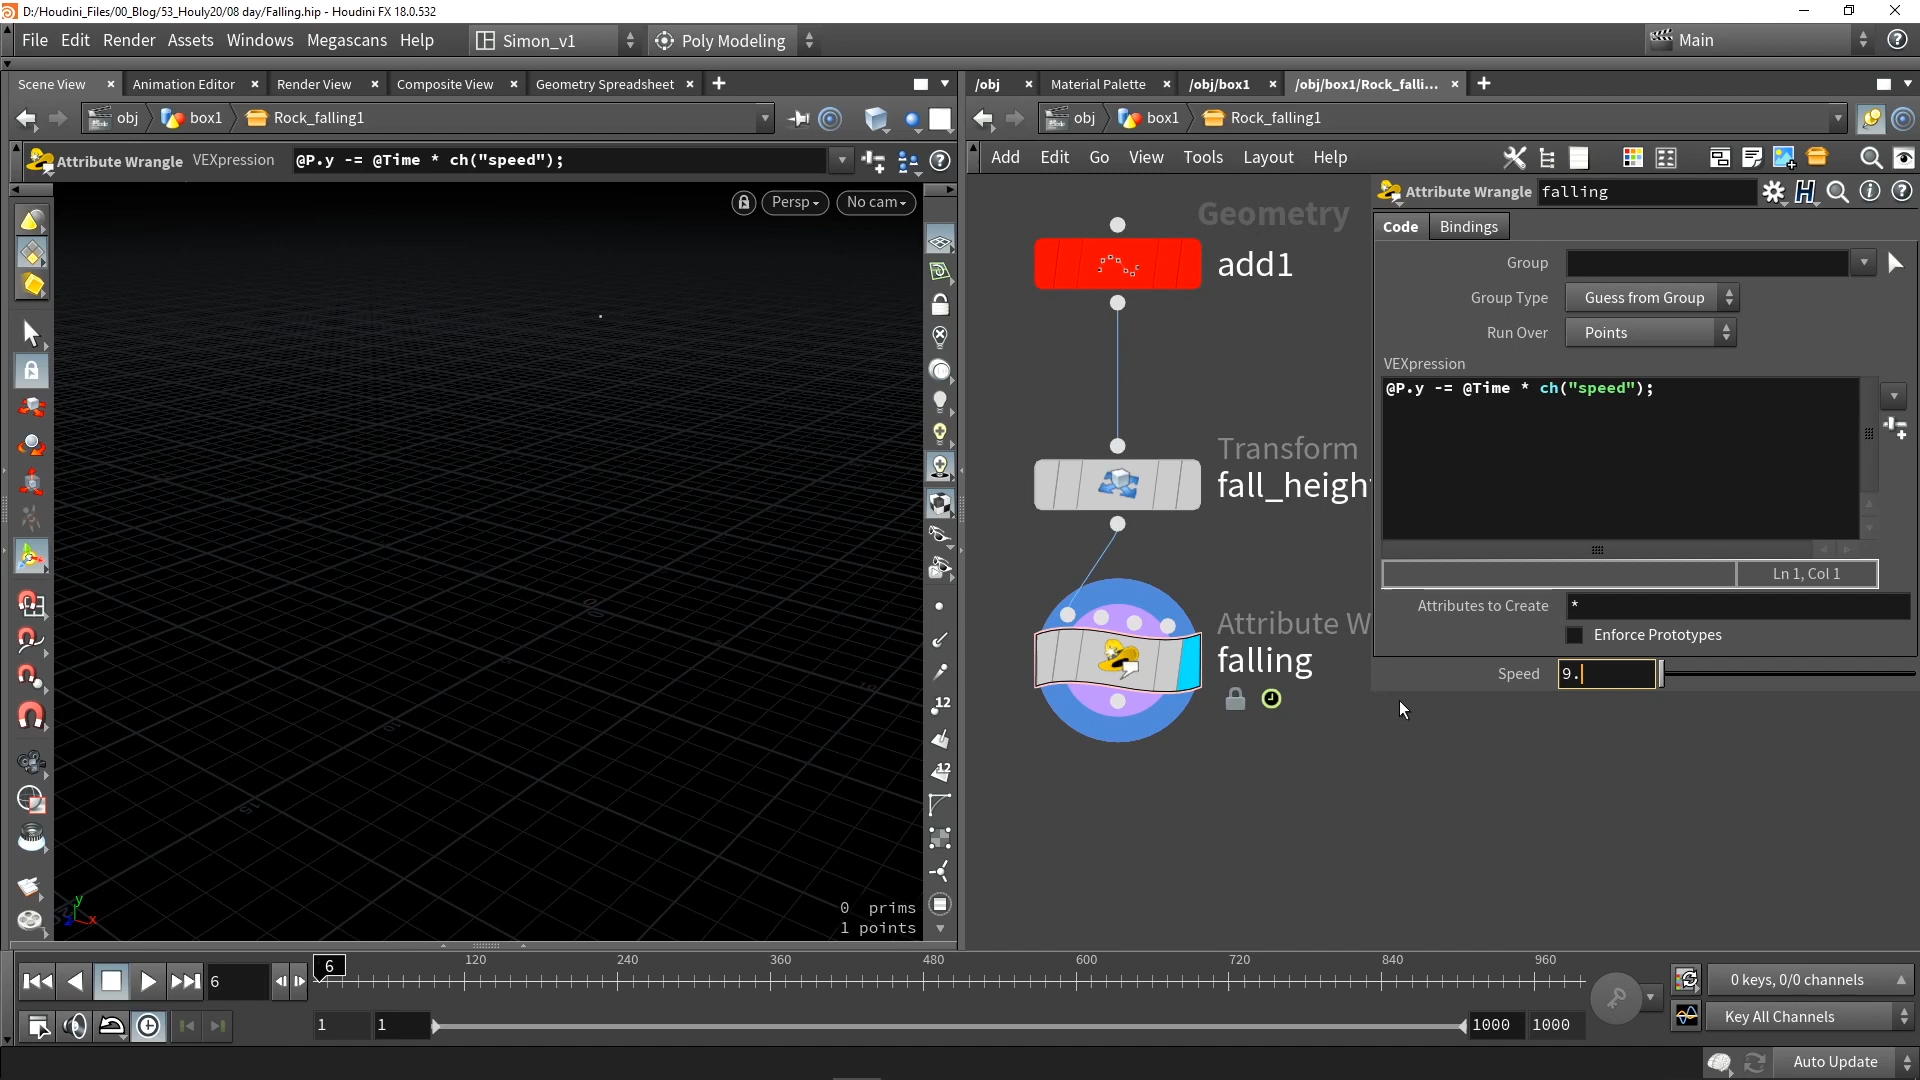 D:/Houdini_Files/00_Blog/53_Houly20/08 day/Falling.hip - Houdini FX 18.0.532
File Edit Render Assets Windows Megascans Help
Simon_v1
Poly Modeling
Main
Scene View
Animation Editor
Render View
Composite View
Geometry Spreadsheet
/obj
Material Palette
/obj/box1
/obj/box1/Rock_falli...
obj
box1
Rock_falling1
obj
box1
Rock_falling1
Attribute Wrangle VEXpression @P.y -= @Time * ch("speed");
Add Edit Go View Tools Layout Help
Persp
No cam
0 prims
1 points
Geometry
add1
Transform
fall_heigh
Attribute W
falling
Attribute Wrangle falling
Code
Bindings
Group
Group Type Guess from Group
Run Over Points
VEXpression
@P.y -= @Time * ch("speed");
Ln 1, Col 1
Attributes to Create *
Enforce Prototypes
Speed 9.
12
12
y
x
6
6
120 240 360 480 600 720 840 960
1 1
1000 1000
0 keys, 0/0 channels
Key All Channels
Auto Update